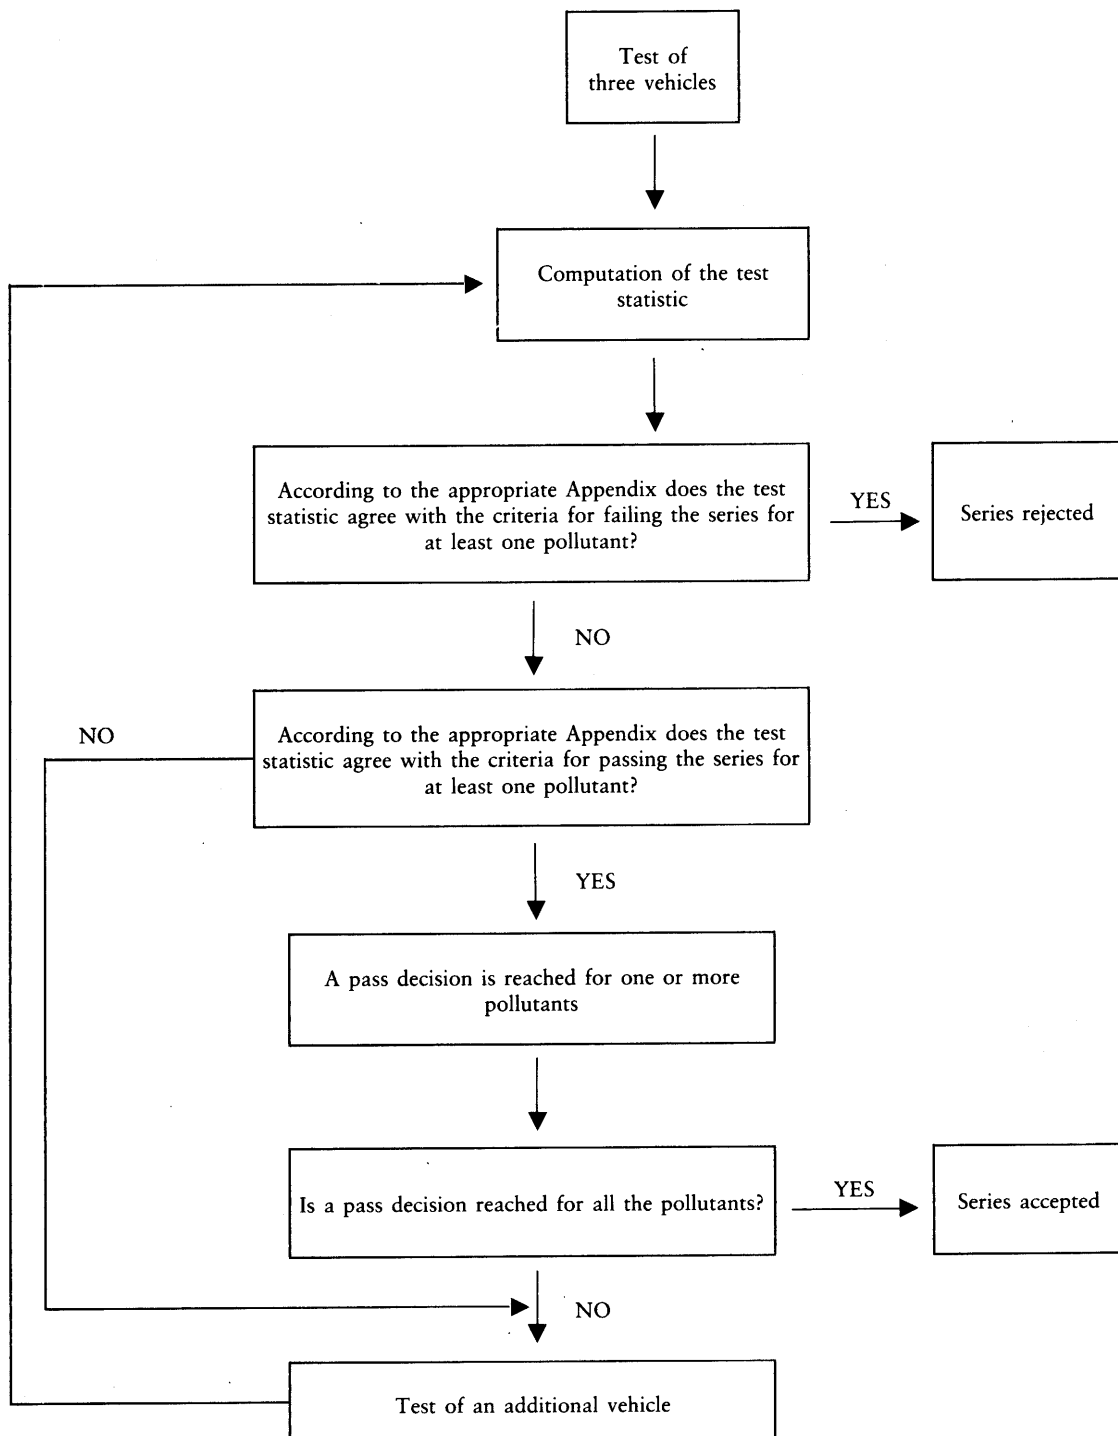 Test of
three vehicles
Computation of the test
statistic
According to the appropriate Appendix does the test
statistic agree with the criteria for failing the series for
at least one pollutant?
YES
Series rejected
NO
According to the appropriate Appendix does the test
statistic agree with the criteria for passing the series for
at least one pollutant?
NO
YES
A pass decision is reached for one or more
pollutants
Is a pass decision reached for all the pollutants?
YES
Series accepted
NO
Test of an additional vehicle